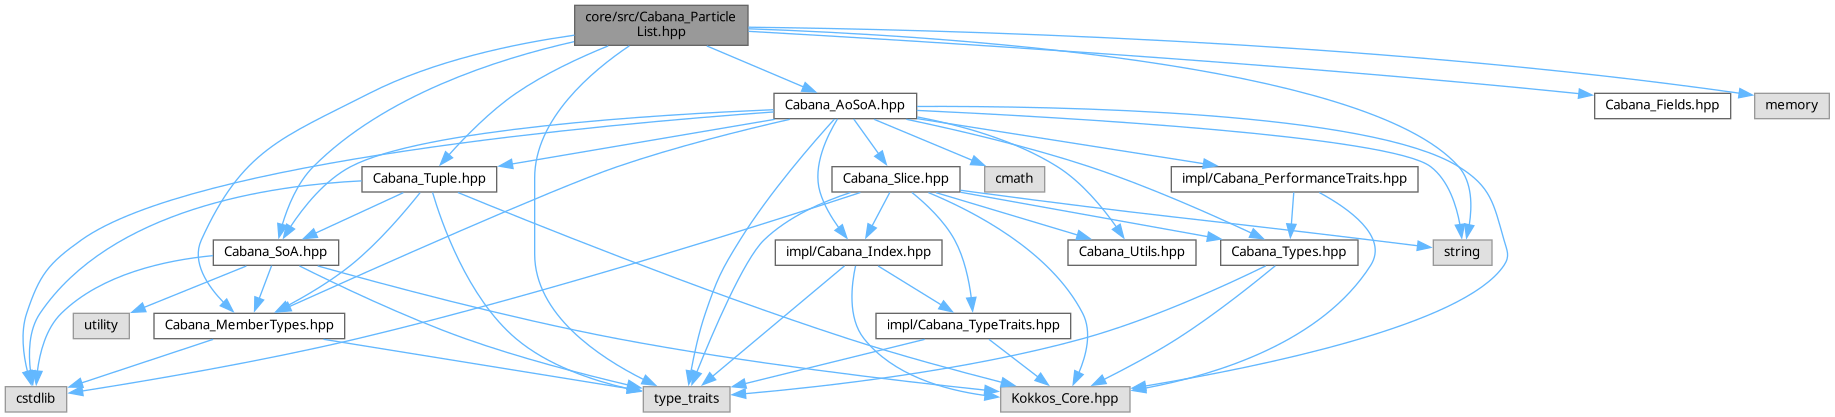 core/src/Cabana_Particle
List.hpp
Cabana_AoSoA.hpp
Cabana_Fields.hpp
memory
Cabana_Tuple.hpp
Cabana_Slice.hpp
cmath
impl/Cabana_PerformanceTraits.hpp
Cabana_SoA.hpp
impl/Cabana_Index.hpp
Cabana_Utils.hpp
Cabana_Types.hpp
string
utility
Cabana_MemberTypes.hpp
impl/Cabana_TypeTraits.hpp
cstdlib
type_traits
Kokkos_Core.hpp